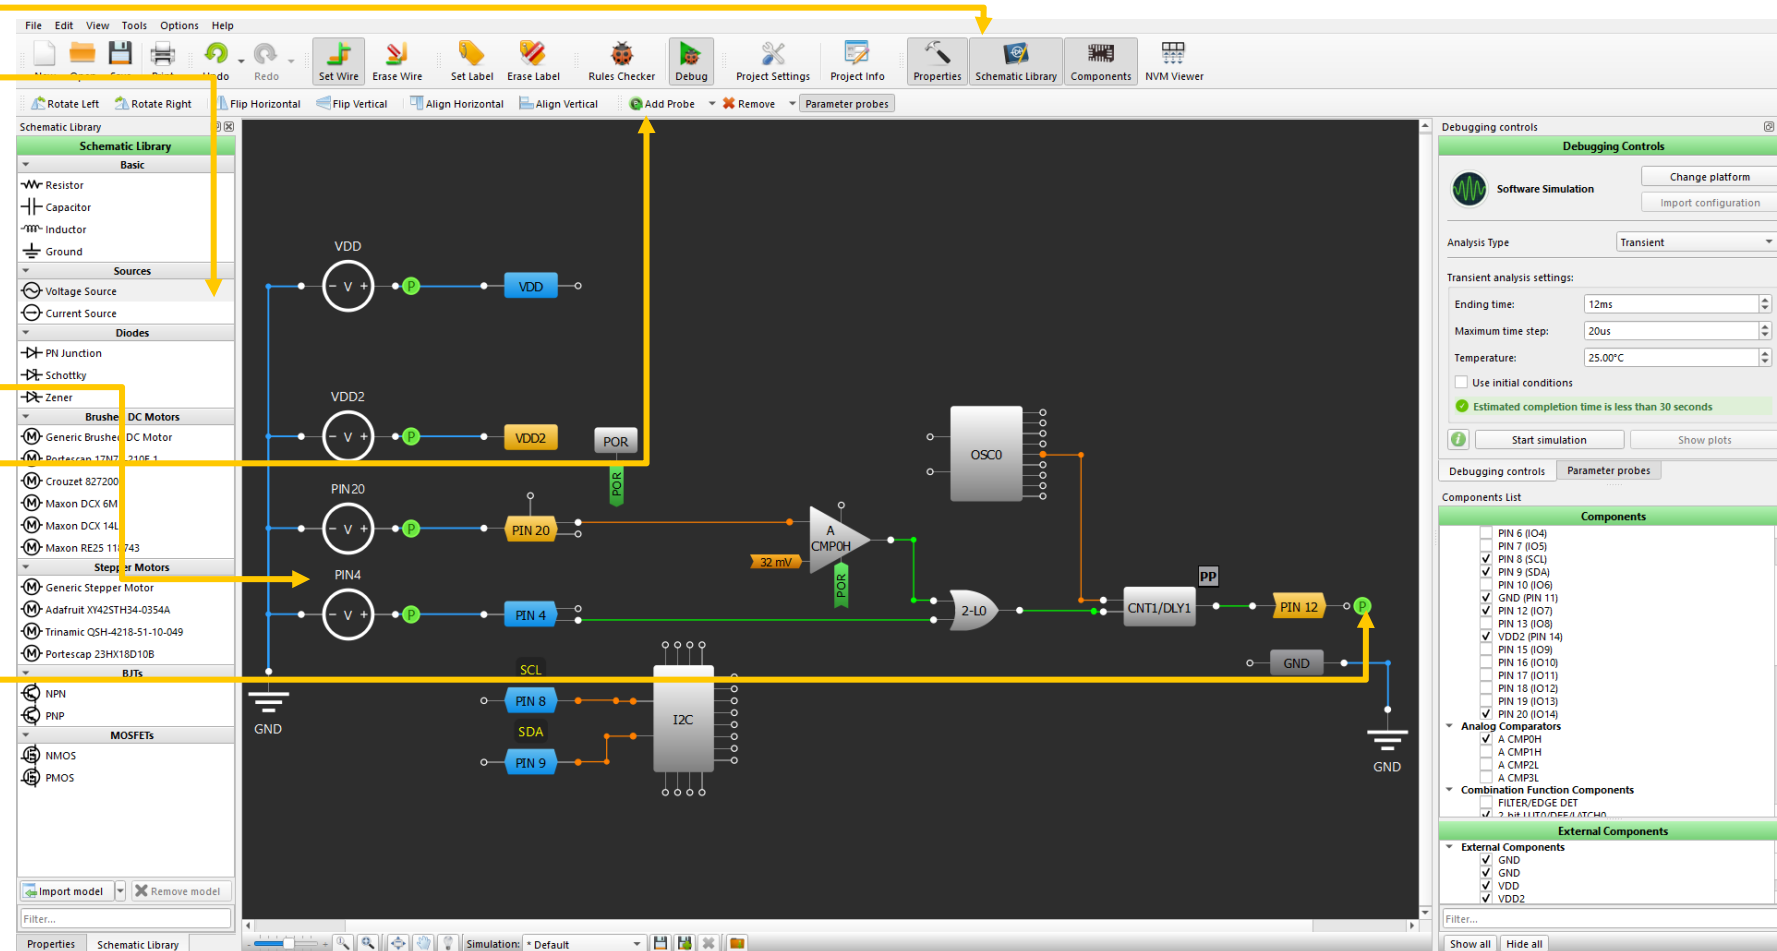 File Edit View Tools Options Help
Undo Redo Set Wire Erase Wire Set Label Erase Label Rules Checker Debug Project Settings Project Info Properties Schematic Library Components NVM Viewer
Rotate Left Rotate Right Flip Horizontal Flip Vertical Align Horizontal Align Vertical Add Probe Remove Parameter probes
Schematic Library
Schematic Library
Basic
Resistor
Capacitor
Inductor
Ground
Sources
Voltage Source
Current Source
Diodes
PN Junction
Schottky
Zener
Brushed DC Motors
Generic Brushed DC Motor
Crouzet 827200
Maxon DCX 6M
Maxon DCX 14L
Maxon RE25 118743
Stepper Motors
Generic Stepper Motor
Adafruit XY42STH34-0354A
Trinamic QSH-4218-51-10-049
Portescap 23HX18D10B
BJTs
NPN
PNP
MOSFETs
NMOS
PMOS
Import model Remove model
Filter...
Properties Schematic Library
VDD
- V + P VDD
VDD2
- V + P VDD2
POR
POR
PIN20
- V + P PIN 20
PIN4
- V + P PIN 4
32 mV
A
CMP0H
POR
OSC0
2-L0
PP
CNT1/DLY1
PIN 12 P
GND
GND
GND
SCL
PIN 8
SDA
PIN 9
I2C
Simulation: * Default
Debugging controls
Debugging Controls
Software Simulation
Change platform
Import configuration
Analysis Type Transient
Transient analysis settings:
Ending time: 12ms
Maximum time step: 20us
Temperature: 25.00°C
Use initial conditions
Estimated completion time is less than 30 seconds
Start simulation Show plots
Debugging controls Parameter probes
Components List
Components
PIN 6 (IO4)
PIN 7 (IO5)
PIN 8 (SCL)
PIN 9 (SDA)
PIN 10 (IO6)
GND (PIN 11)
PIN 12 (IO7)
PIN 13 (IO8)
VDD2 (PIN 14)
PIN 15 (IO9)
PIN 16 (IO10)
PIN 17 (IO11)
PIN 18 (IO12)
PIN 19 (IO13)
PIN 20 (IO14)
Analog Comparators
A CMP0H
A CMP1H
A CMP2L
A CMP3L
Combination Function Components
FILTER/EDGE DET
2-bit LUT0/DFF/LATCH0
External Components
External Components
GND
GND
VDD
VDD2
Filter...
Show all Hide all